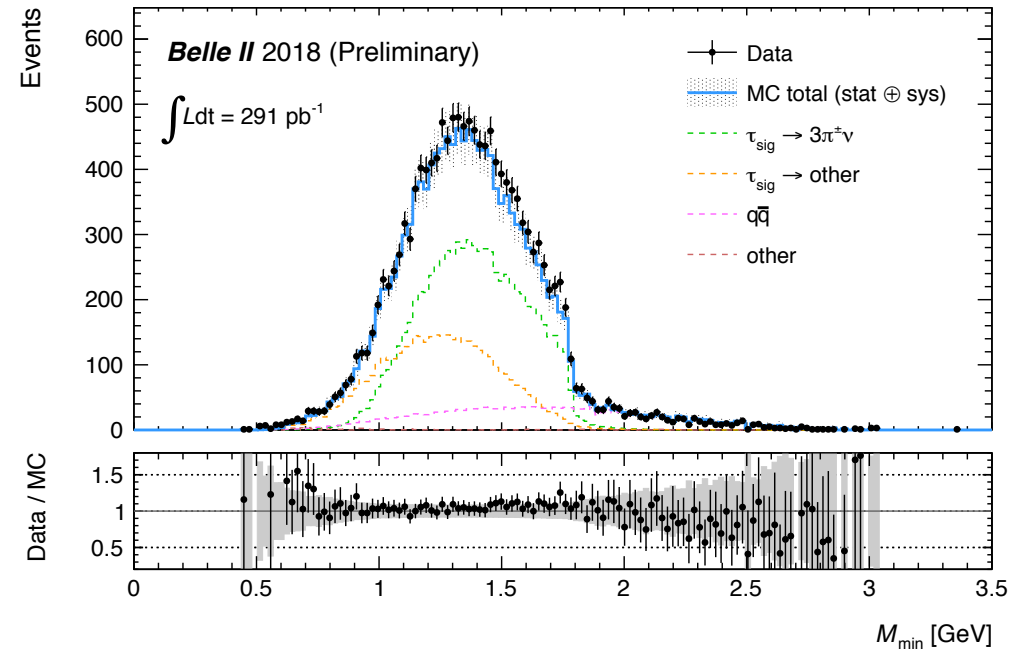 Events
600
500
400
300
200
100
0
Belle II 2018 (Preliminary)
∫ Ldt = 291 pb⁻¹
Data
MC total (stat ⊕ sys)
τsig → 3π±ν
τsig → other
qq̅
other
Data / MC
1.5
1
0.5
0 0.5 1 1.5 2 2.5 3 3.5
Mmin [GeV]